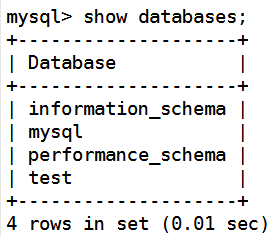 mysql> show databases;
+--------------------+
| Database           |
+--------------------+
| information_schema |
| mysql              |
| performance_schema |
| test               |
+--------------------+
4 rows in set (0.01 sec)